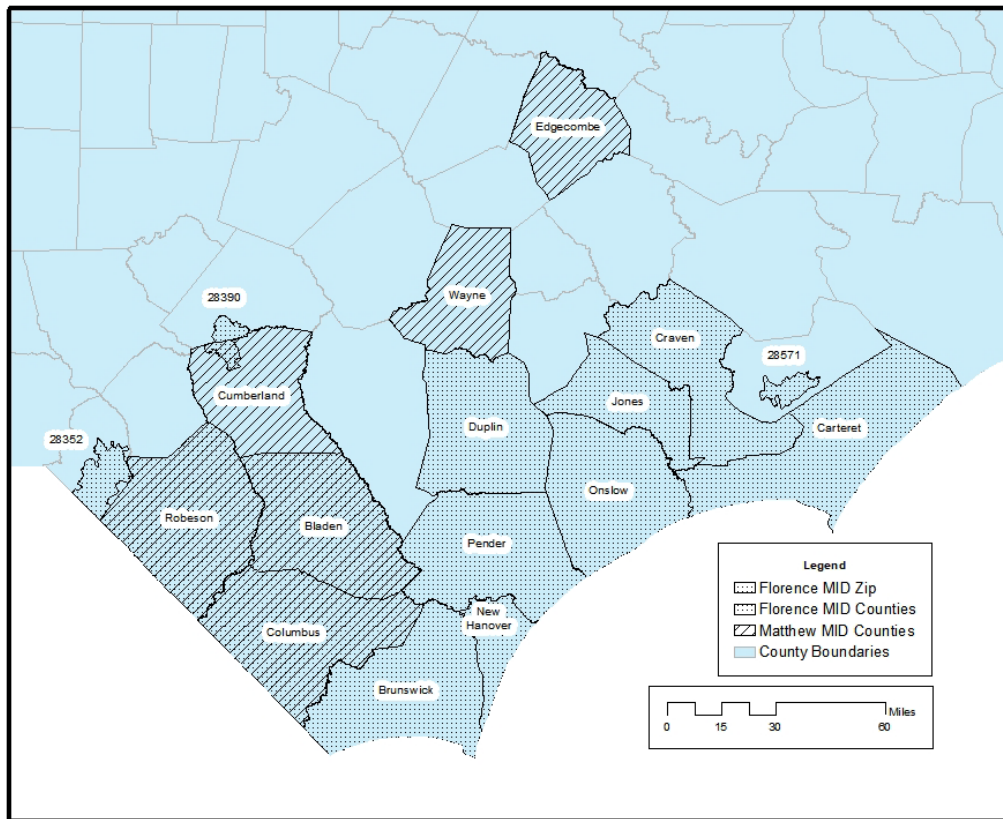 Edgecombe
Wayne
28390
Craven
28571
Cumberland
Jones
Duplin
Carteret
28352
Onslow
Robeson
Bladen
Pender
New
Hanover
Columbus
Brunswick
Legend
Florence MID Zip
Florence MID Counties
Matthew MID Counties
County Boundaries
Miles
0 15 30 60